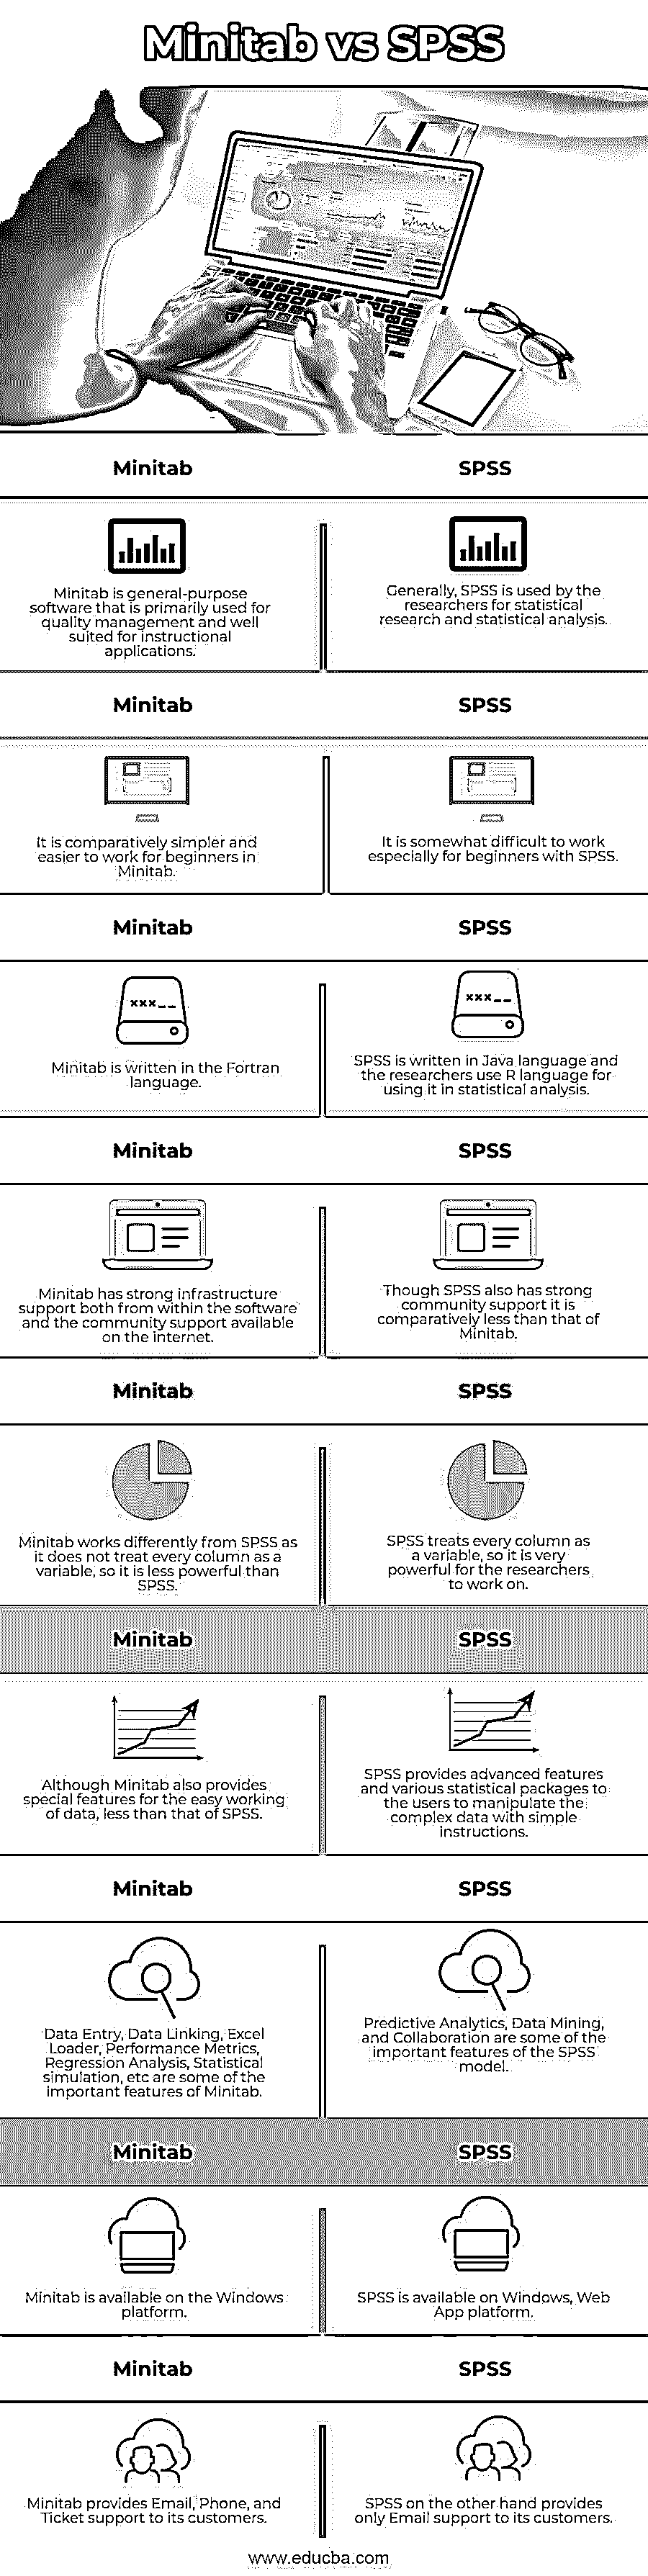 Minitab vs SPSS
Minitab
SPSS
Minitab is general-purpose
software that is primarily used for
quality management and well
suited for instructional
applications.
Generally, SPSS is used by the
researchers for statistical
research and statistical analysis.
Minitab
SPSS
It is comparatively simpler and
easier to work for beginners in
Minitab.
It is somewhat difficult to work
especially for beginners with SPSS.
Minitab
SPSS
xxx__
xxx__
Minitab is written in the Fortran
language.
SPSS is written in Java language and
the researchers use R language for
using it in statistical analysis.
Minitab
SPSS
Minitab has strong infrastructure
support both from within the software
and the community support available
on the internet.
Though SPSS also has strong
community support it is
comparatively less than that of
Minitab.
Minitab
SPSS
Minitab works differently from SPSS as
it does not treat every column as a
variable, so it is less powerful than
SPSS.
SPSS treats every column as
a variable, so it is very
powerful for the researchers
to work on.
Minitab
SPSS
Although Minitab also provides
special features for the easy working
of data, less than that of SPSS.
SPSS provides advanced features
and various statistical packages to
the users to manipulate the
complex data with simple
instructions.
Minitab
SPSS
Data Entry, Data Linking, Excel
Loader, Performance Metrics,
Regression Analysis, Statistical
simulation, etc are some of the
important features of Minitab.
Predictive Analytics, Data Mining,
and Collaboration are some of the
important features of the SPSS
model.
Minitab
SPSS
Minitab is available on the Windows
platform.
SPSS is available on Windows, Web
App platform.
Minitab
SPSS
Minitab provides Email, Phone, and
Ticket support to its customers.
SPSS on the other hand provides
only Email support to its customers.
www.educba.com